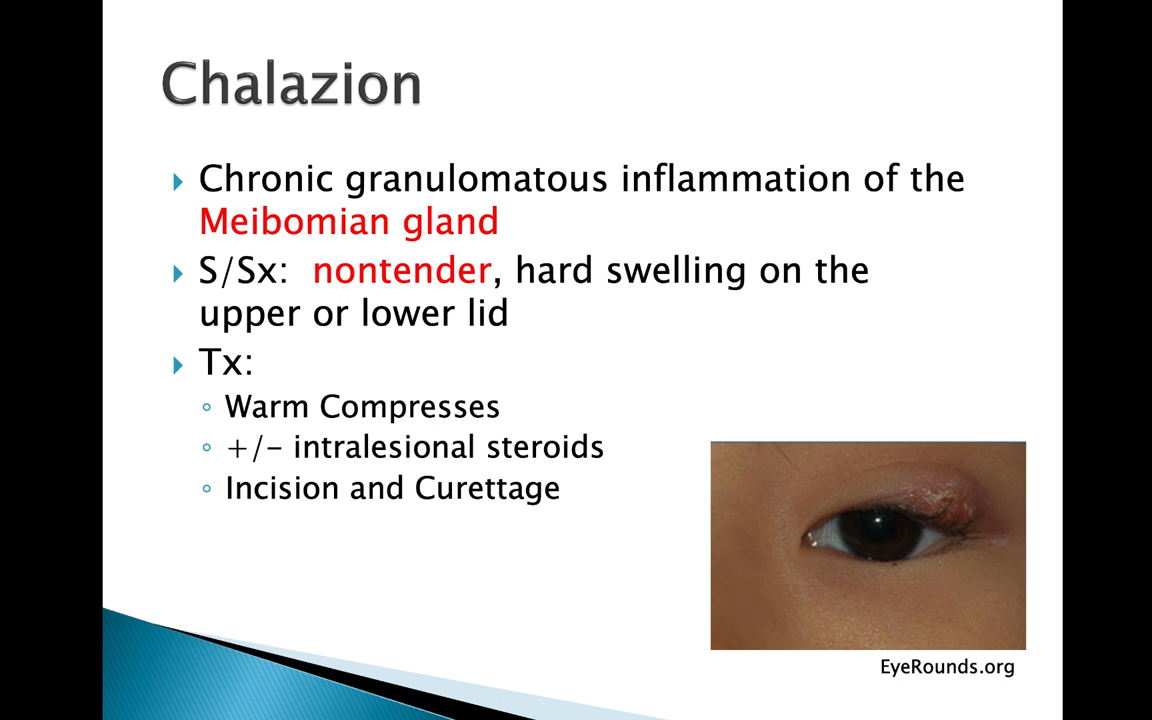 Chalazion
Chronic granulomatous inflammation of the
Meibomian gland
S/Sx: nontender, hard swelling on the
upper or lower lid
Tx:
Warm Compresses
+/- intralesional steroids
Incision and Curettage
EyeRounds.org